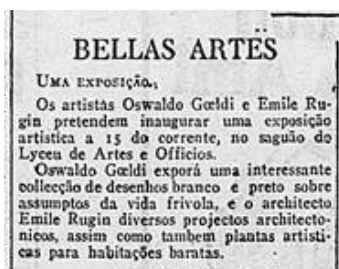 BELLAS ARTES
UMA EXPOSIÇÃO.,
Os artistas Oswaldo Gœldi e Emile Ru-
gin pretendem inaugurar uma exposição
artistica a 15 do corrente, no saguão do
Lyceu de Artes e Officios.
Oswaldo Gœldi exporá uma interessante
collecção de desenhos branco e preto sobre
assumptos da vida frivola, e o architecto
Emile Rugin diversos projectos architecto-
nicos, assim como tambem plantas artisti-
cas para habitações baratas.